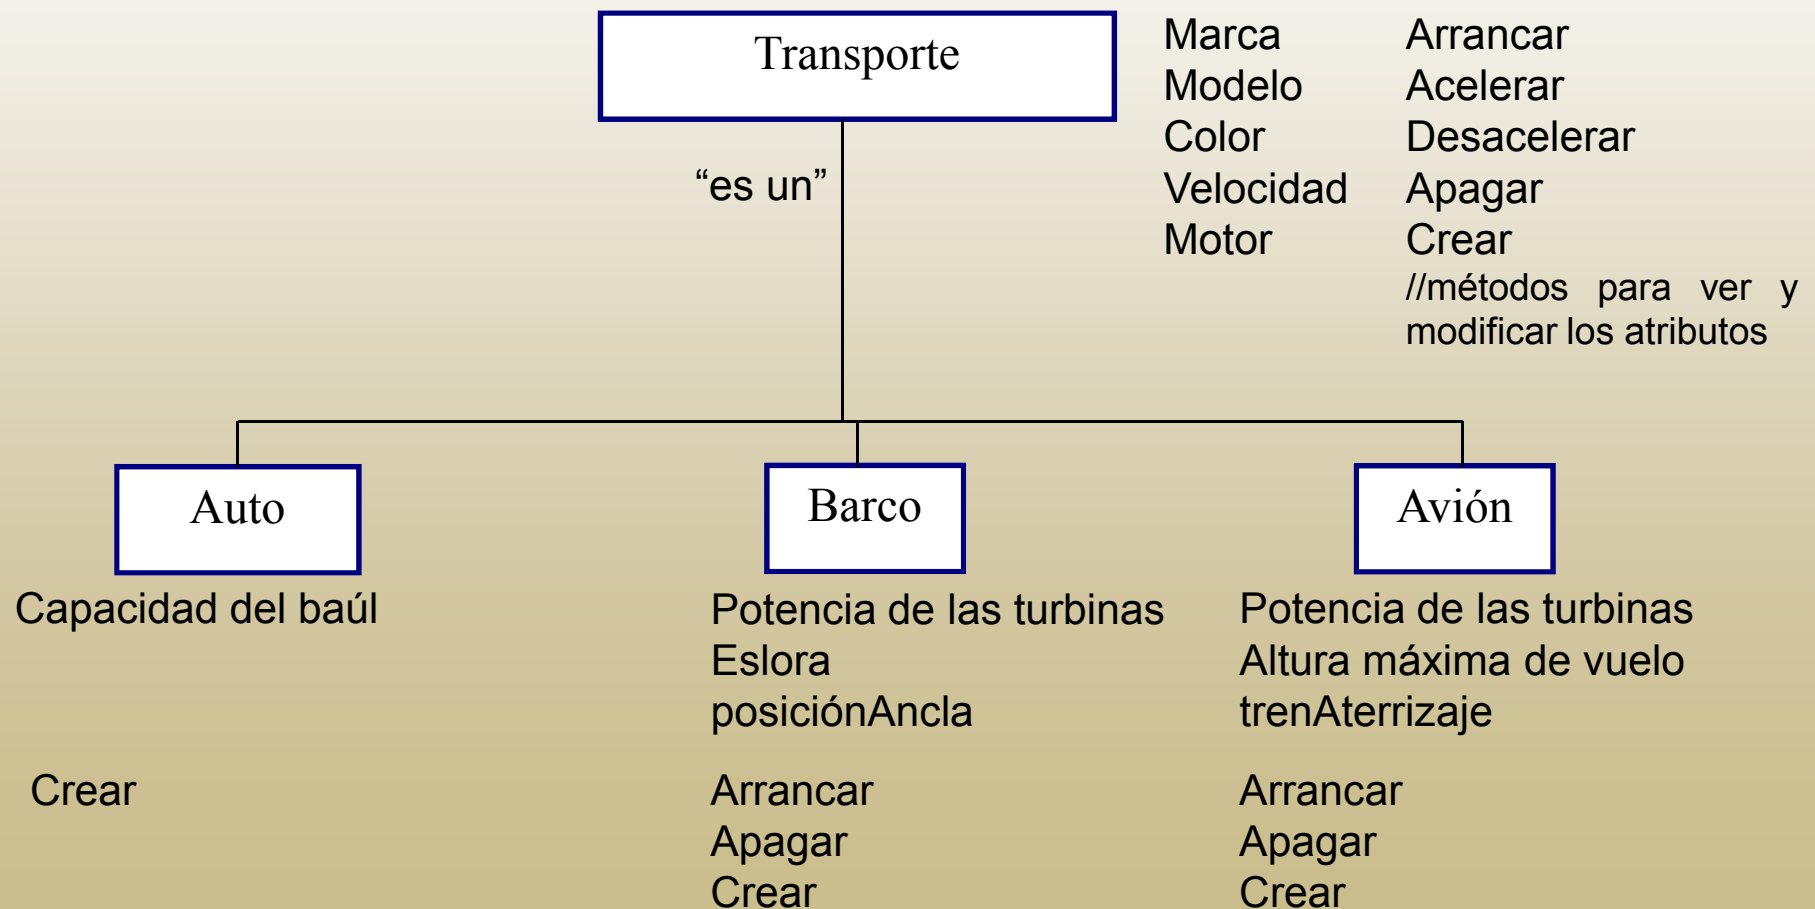 Transporte
Marca
Modelo
Color
Velocidad
Motor
Arrancar
Acelerar
Desacelerar
Apagar
Crear
//métodos para ver y
modificar los atributos
“es un”
Auto
Capacidad del baúl
Crear
Barco
Potencia de las turbinas
Eslora
posiciónAncla
Arrancar
Apagar
Crear
Avión
Potencia de las turbinas
Altura máxima de vuelo
trenAterrizaje
Arrancar
Apagar
Crear